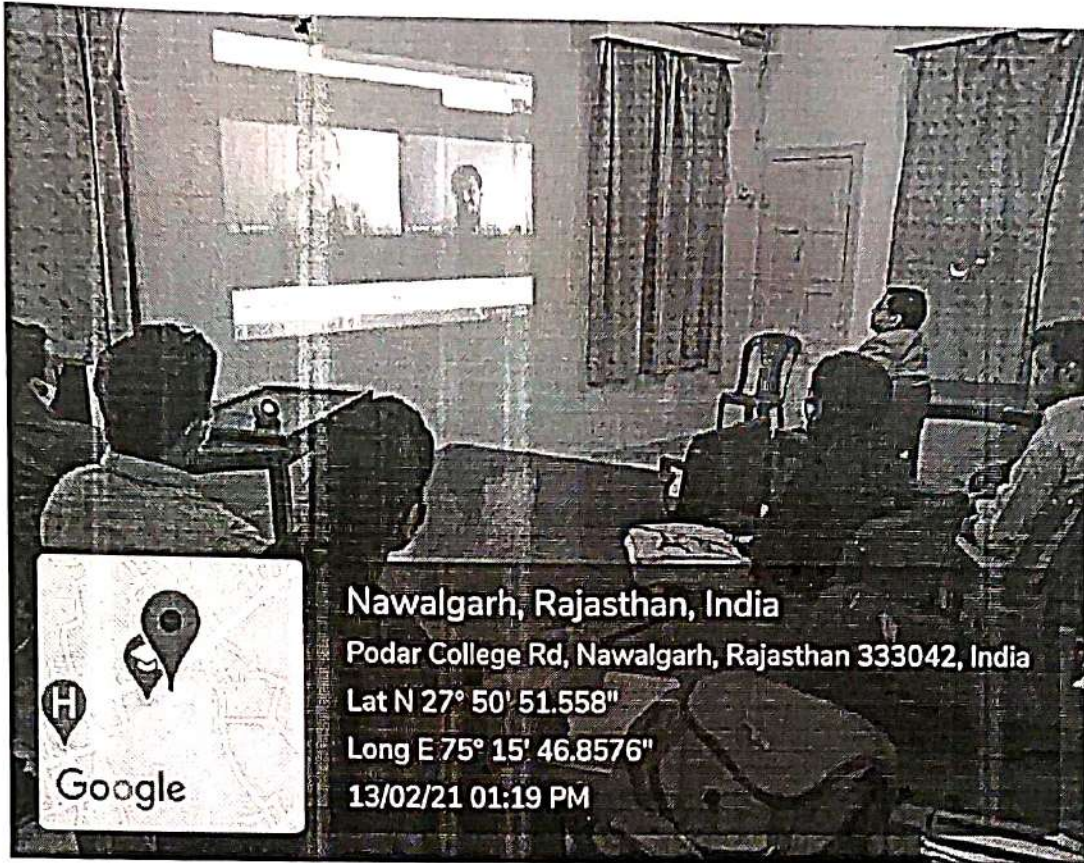 Nawalgarh, Rajasthan, India
Podar College Rd, Nawalgarh, Rajasthan 333042, India
Lat N 27° 50' 51.558"
Long E 75° 15' 46.8576"
13/02/21 01:19 PM
H
Google